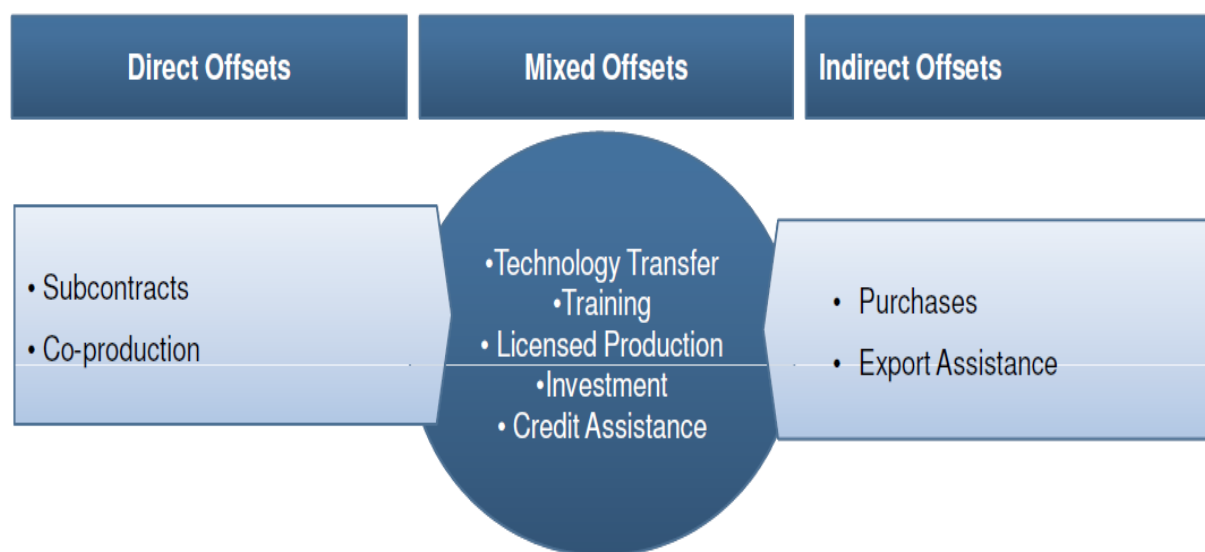 Direct Offsets
Mixed Offsets
Indirect Offsets
• Subcontracts
• Co-production
•Technology Transfer
•Training
• Licensed Production
•Investment
• Credit Assistance
• Purchases
• Export Assistance